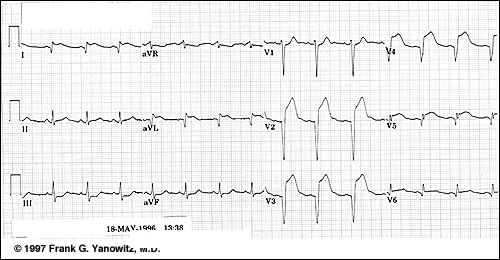 I aVR V1 V4
II aVL V2 V5
III aVF V3 V6
18-MAY-1996 13:38
© 1997 Frank G. Yanowitz, M.D.